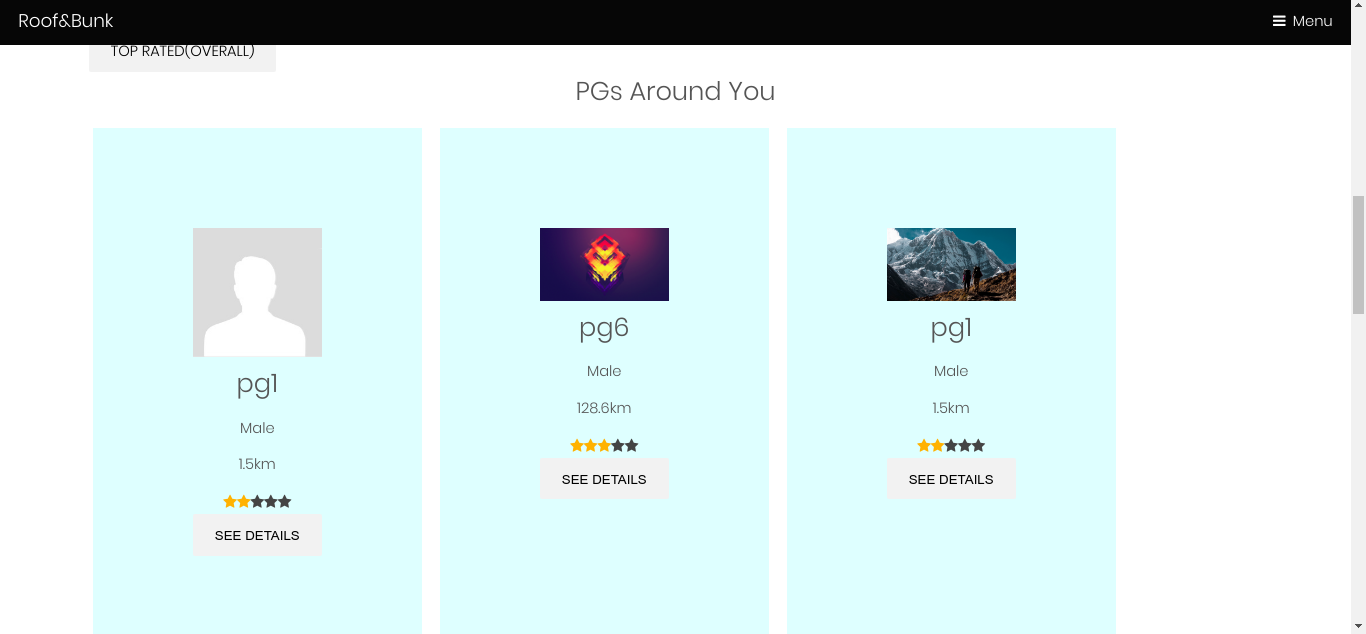 Roof&Bunk
Menu
TOP RATED(OVERALL)
PGs Around You
pg1
Male
1.5km
SEE DETAILS
pg6
Male
128.6km
SEE DETAILS
pg1
Male
1.5km
SEE DETAILS